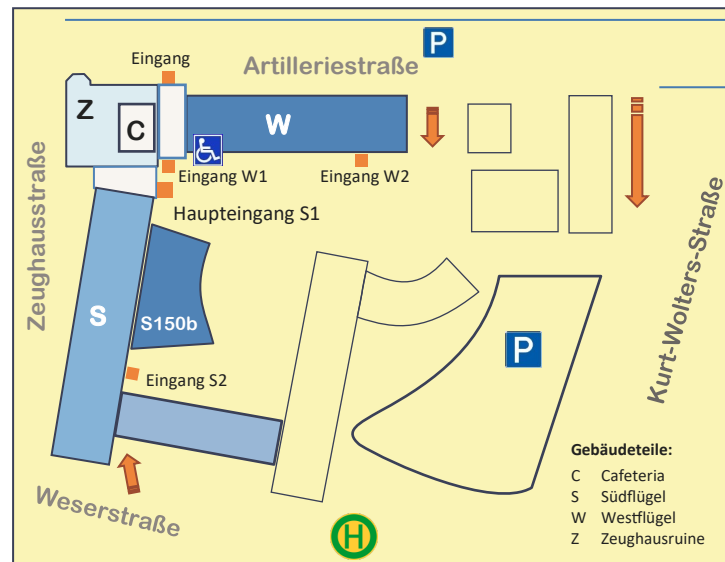 Eingang
Artilleriestraße
P
Z
C
W
Eingang W1
Eingang W2
Haupteingang S1
Zeughausstraße
S
S150b
Eingang S2
P
Kurt-Wolters-Straße
Weserstraße
H
Gebäudeteile:
C Cafeteria
S Südflügel
W Westflügel
Z Zeughausruine